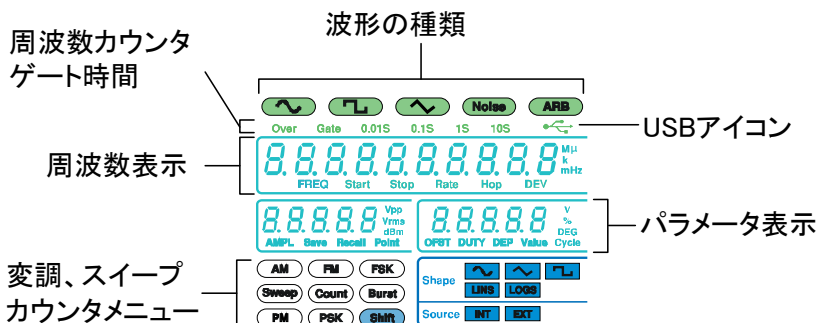 波形の種類
周波数カウンタ
ゲート時間
Noise ARB
Over Gate 0.01S 0.1S 1S 10S
USBアイコン
周波数表示
8.8.8.8.8.8.8.8.8.8 Mμ
k
mHz
FREQ Start Stop Rate Hop DEV
8.8.8.8.8 Vpp
Vrms
dBm
AMPL Save Recall Point
8.8.8.8.8 V
%
DEG
OFST DUTY DEP Value Cycle
パラメータ表示
変調、スイープ
カウンタメニュー
AM FM FSK
Sweep Count Burst
PM PSK Shift
Shape
LINS LOGS
Source INT EXT